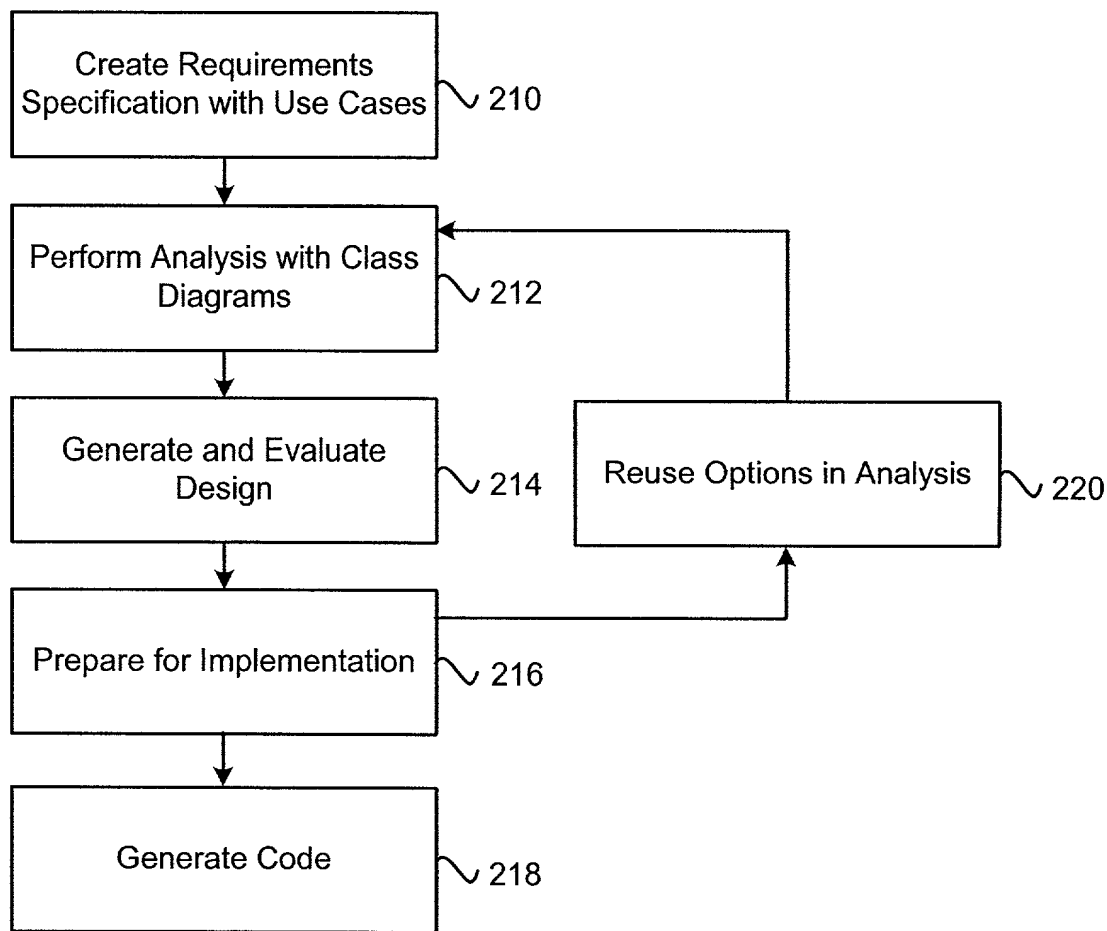 Create Requirements
Specification with Use Cases
210
Perform Analysis with Class
Diagrams
212
Generate and Evaluate
Design
214
Reuse Options in Analysis
220
Prepare for Implementation
216
Generate Code
218